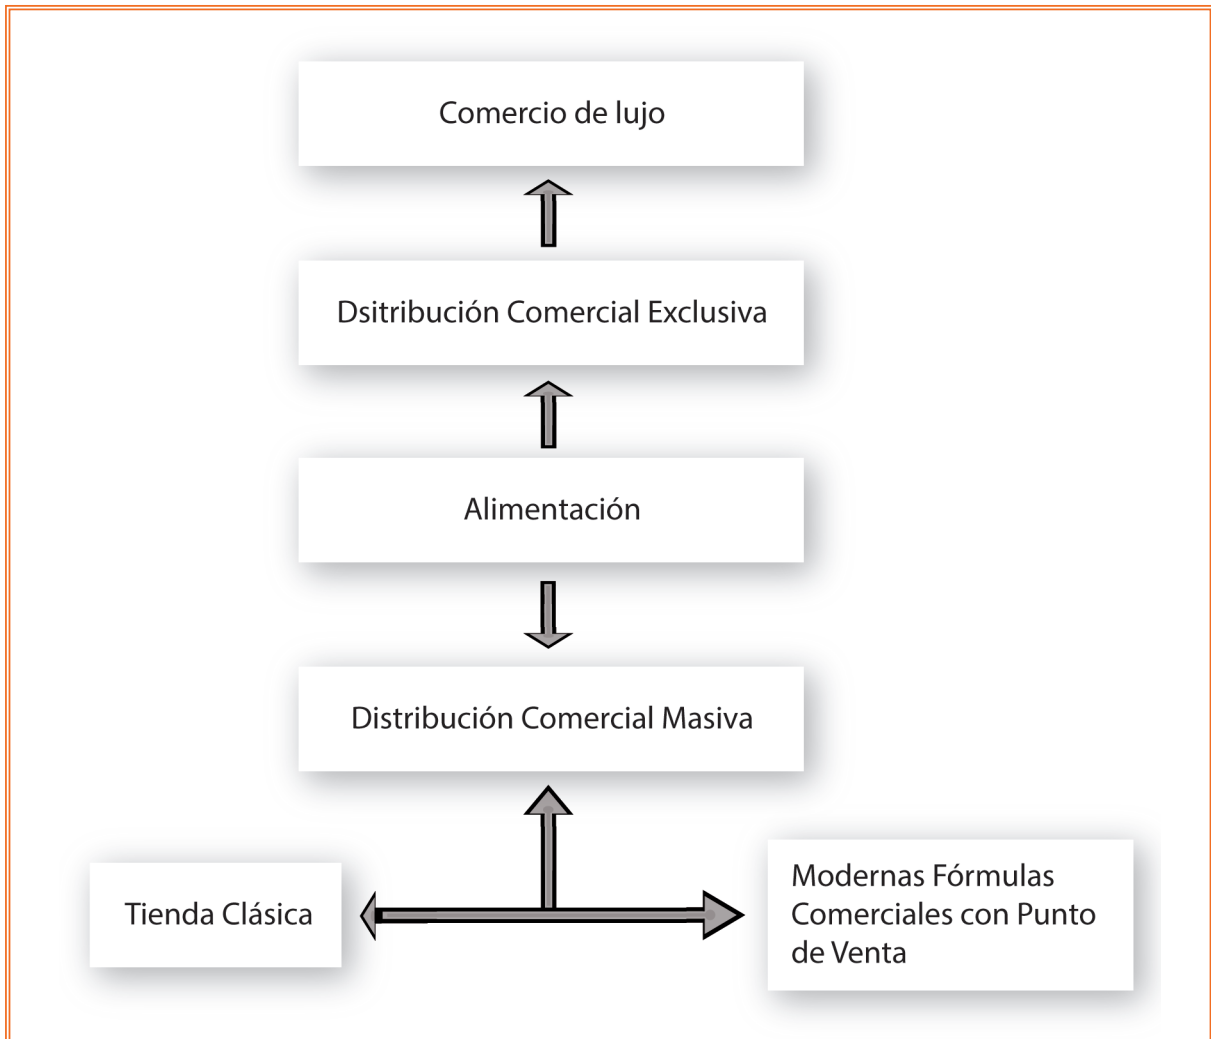 Comercio de lujo
Dsitribución Comercial Exclusiva
Alimentación
Distribución Comercial Masiva
Tienda Clásica
Modernas Fórmulas
Comerciales con Punto
de Venta